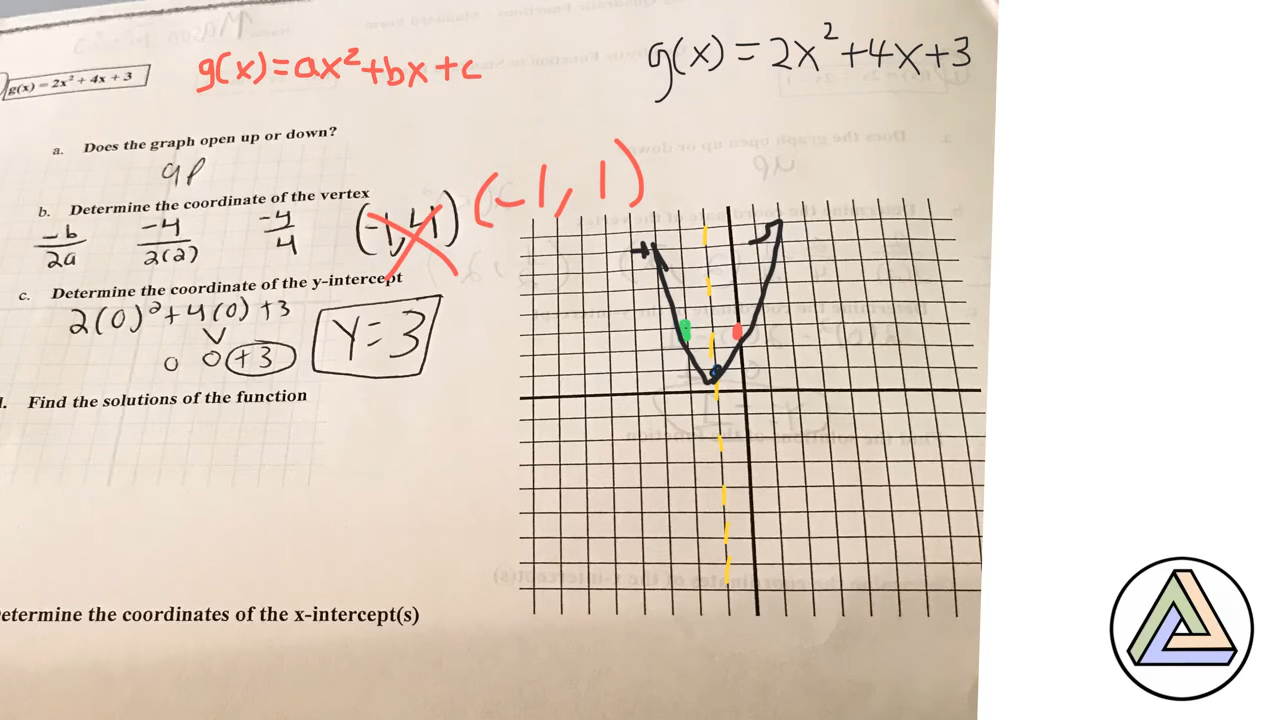 g(x) = ax² + bx + c
g(x) = 2x² + 4x + 3
g(x) = 2x² + 4x + 3
a. Does the graph open up or down?
up
b. Determine the coordinate of the vertex
-b/2a -4/2(2) -4/4 (-1, 1)
c. Determine the coordinate of the y-intercept
2(0)² + 4(0) + 3
0 0 + 3
Y = 3
d. Find the solutions of the function
etermine the coordinates of the x-intercept(s)